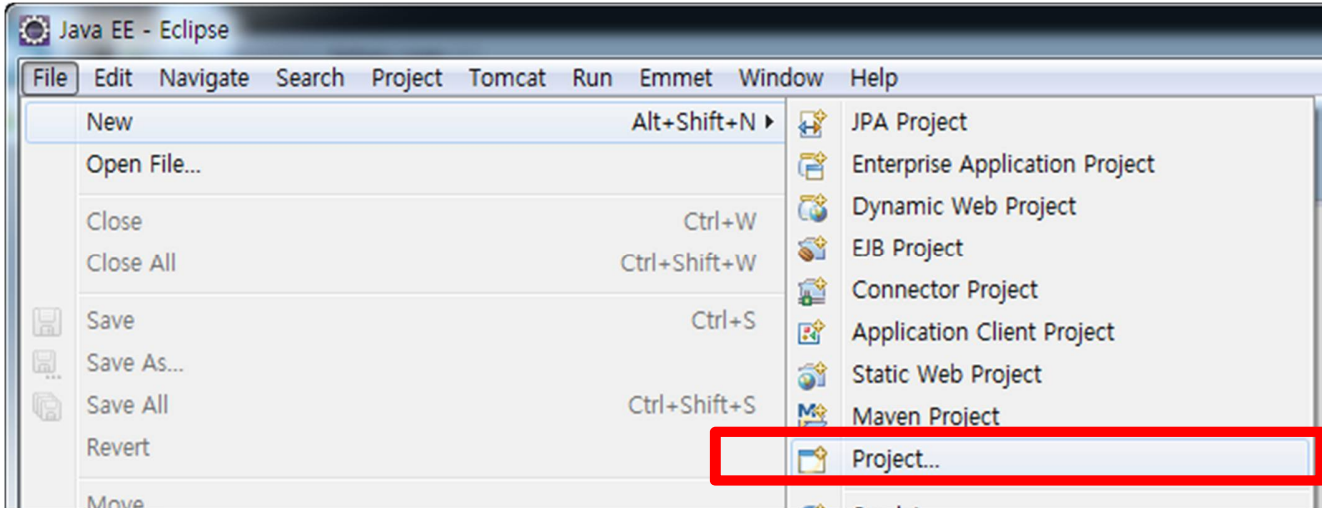 Java EE - Eclipse
File Edit Navigate Search Project Tomcat Run Emmet Window Help
New Alt+Shift+N
Open File...
Close Ctrl+W
Close All Ctrl+Shift+W
Save Ctrl+S
Save As...
Save All Ctrl+Shift+S
Revert
Move
JPA Project
Enterprise Application Project
Dynamic Web Project
EJB Project
Connector Project
Application Client Project
Static Web Project
Maven Project
Project...